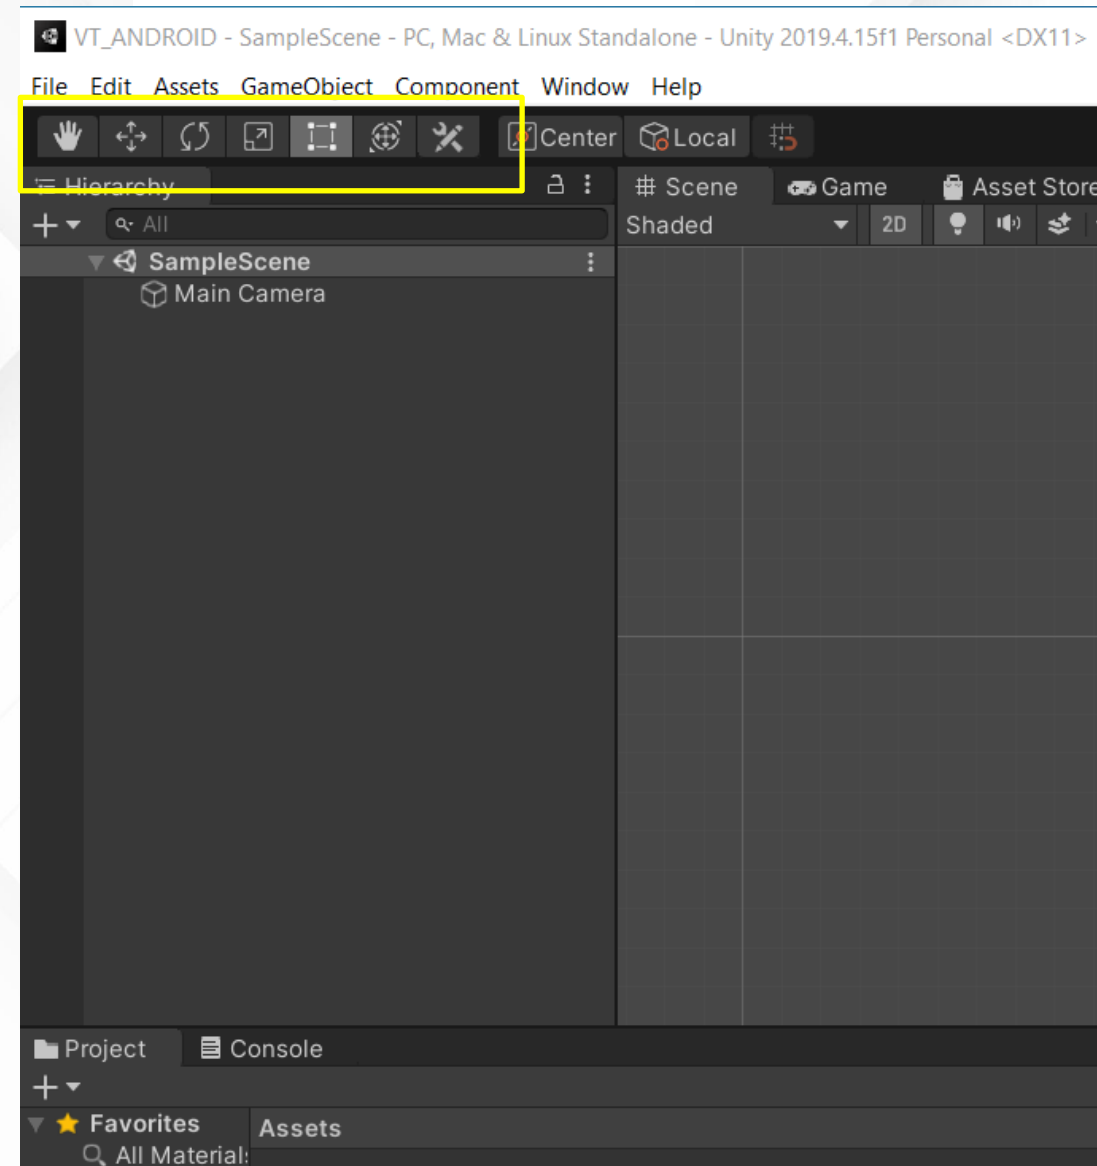 VT_ANDROID - SampleScene - PC, Mac & Linux Standalone - Unity 2019.4.15f1 Personal <DX11>
File Edit Assets GameObject Component Window Help
Center Local
Hierarchy
Scene Game Asset Store
All
Shaded 2D
SampleScene
Main Camera
Project Console
Favorites
Assets
All Materials